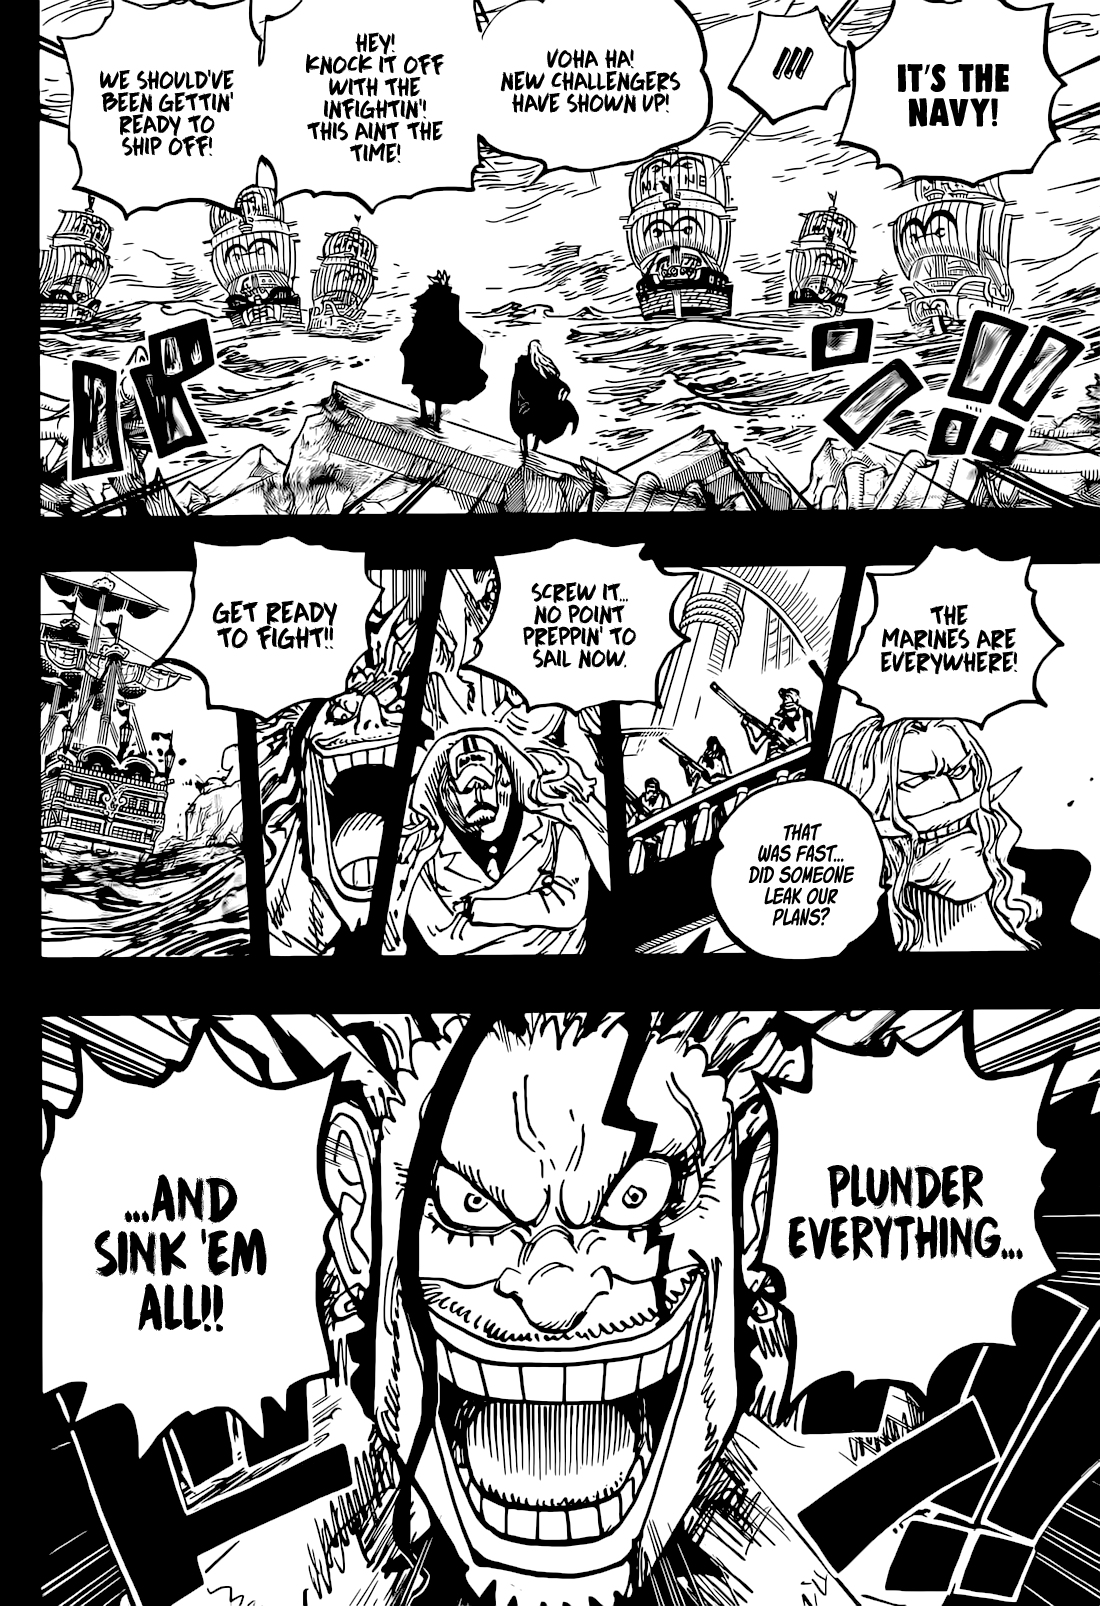 IT'S THE
NAVY!
!!!
VOHA HA!
NEW CHALLENGERS
HAVE SHOWN UP!
HEY!
KNOCK IT OFF
WITH THE
INFIGHTIN'!
THIS AINT THE
TIME!
WE SHOULD'VE
BEEN GETTIN'
READY TO
SHIP OFF!
MARINE
THE
MARINES ARE
EVERYWHERE!
THAT
WAS FAST...
DID SOMEONE
LEAK OUR
PLANS?
SCREW IT...
NO POINT
PREPPIN' TO
SAIL NOW.
GET READY
TO FIGHT!!
PLUNDER
EVERYTHING...
...AND
SINK 'EM
ALL!!